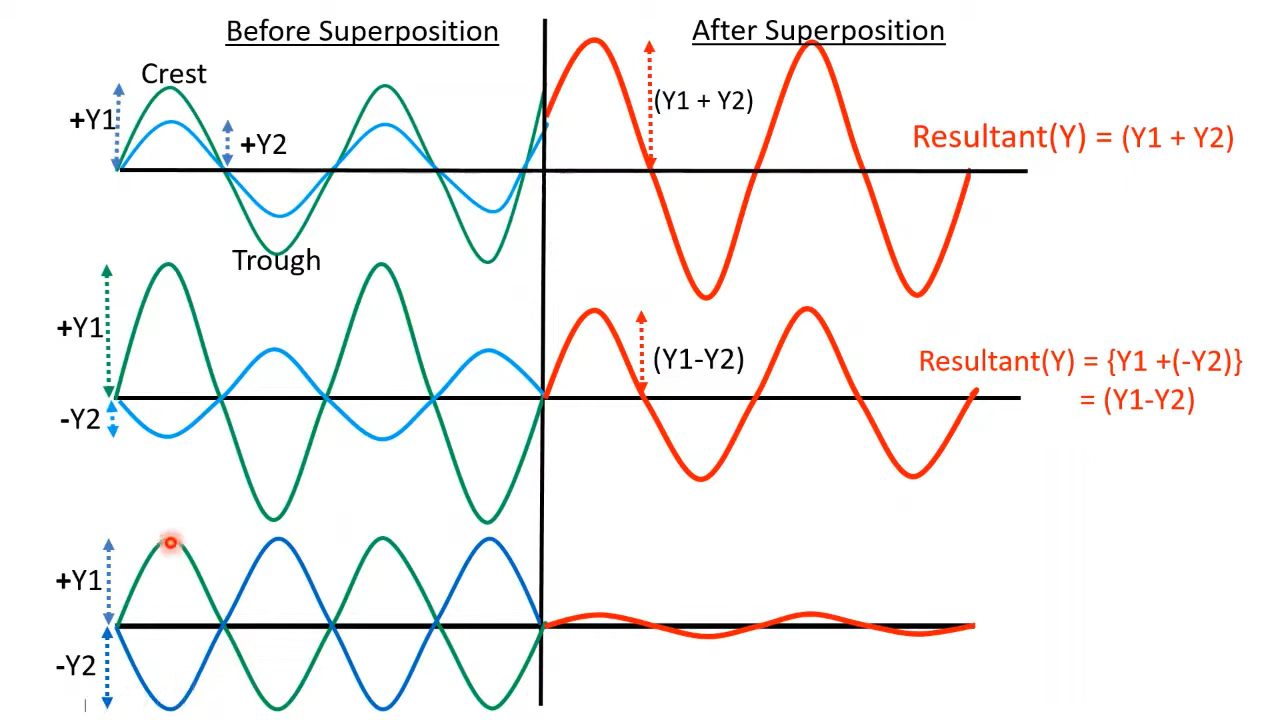 Before Superposition
After Superposition
Crest
+Y1
+Y2
(Y1 + Y2)
Resultant(Y) = (Y1 + Y2)
Trough
+Y1
-Y2
(Y1-Y2)
Resultant(Y) = {Y1 +(-Y2)}
= (Y1-Y2)
+Y1
-Y2